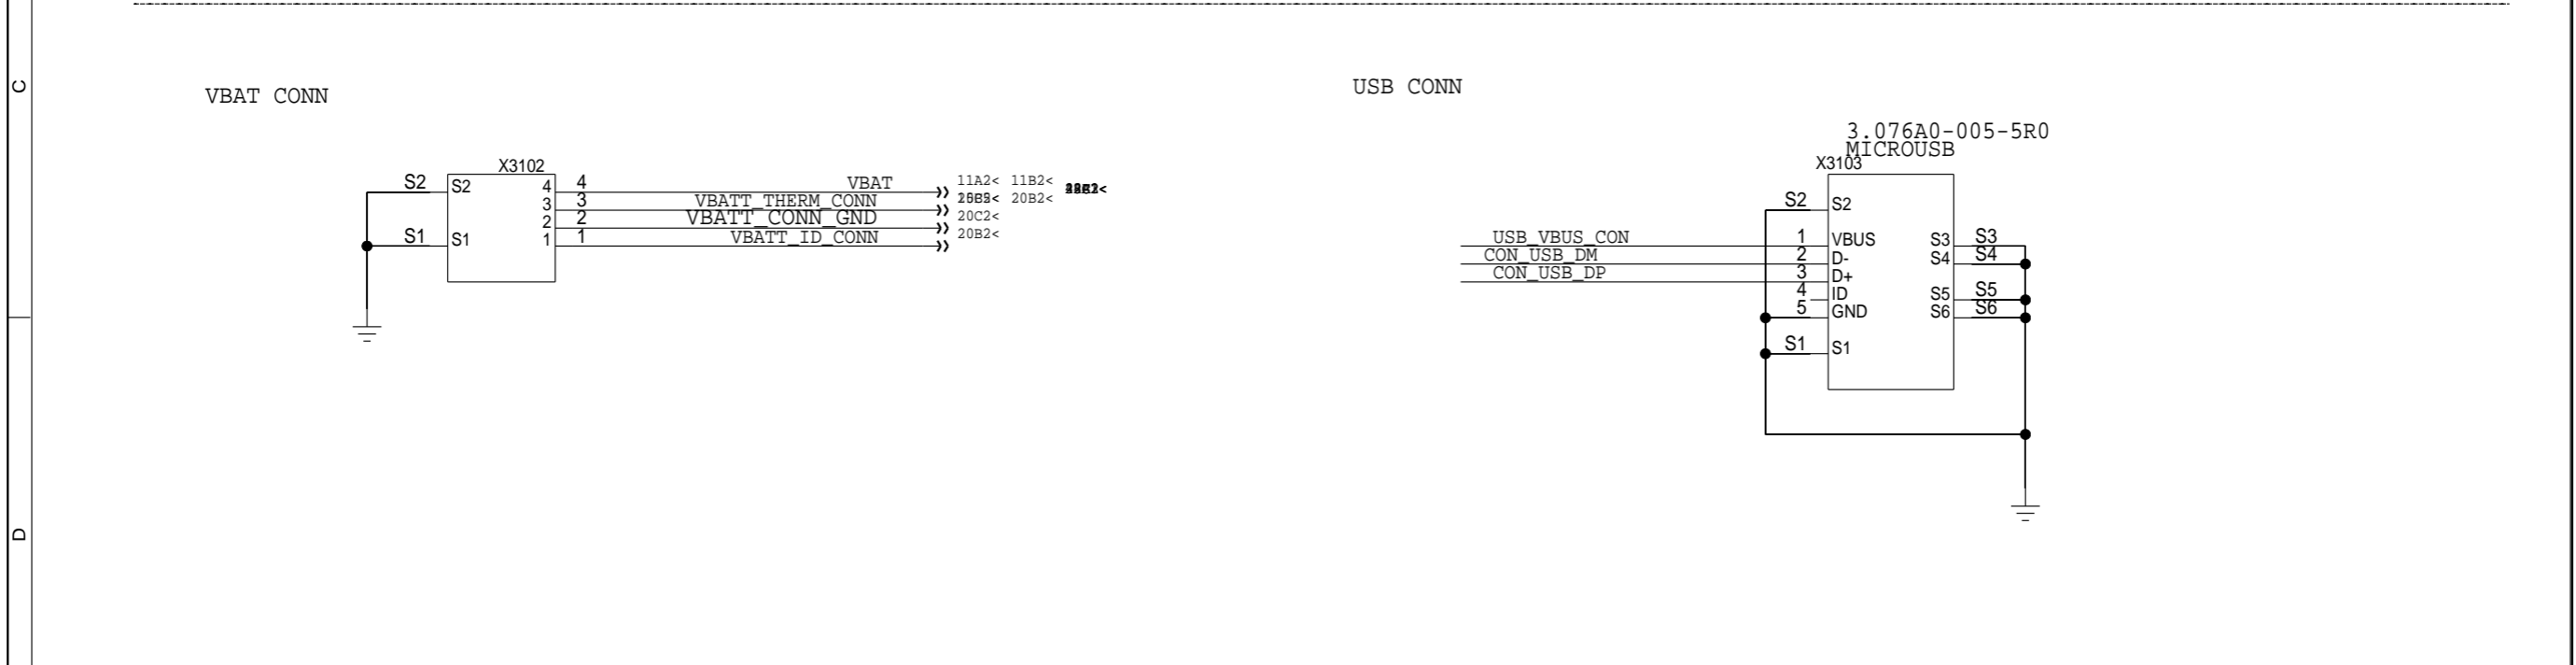 C
VBAT CONN
USB CONN
3.076A0-005-5R0
MICROUSB
X3102
X3103
S2 S2 4 4 VBAT 11A2< 11B2<
3 3 VBATT_THERM_CONN 20B2<
2 2 VBATT_CONN_GND 20C2<
S1 S1 1 1 VBATT_ID_CONN 20B2<
S2 S2
USB_VBUS_CON 1 VBUS S3 S3
CON_USB_DM 2 D- S4 S4
CON_USB_DP 3 D+
4 ID S5 S5
5 GND S6 S6
S1 S1
D